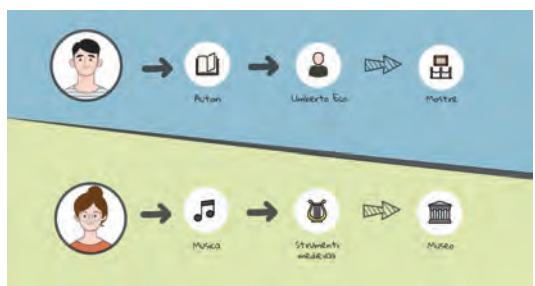 Autori
Umberto Eco
Mostre
Musica
Strumenti
medievali
Museo